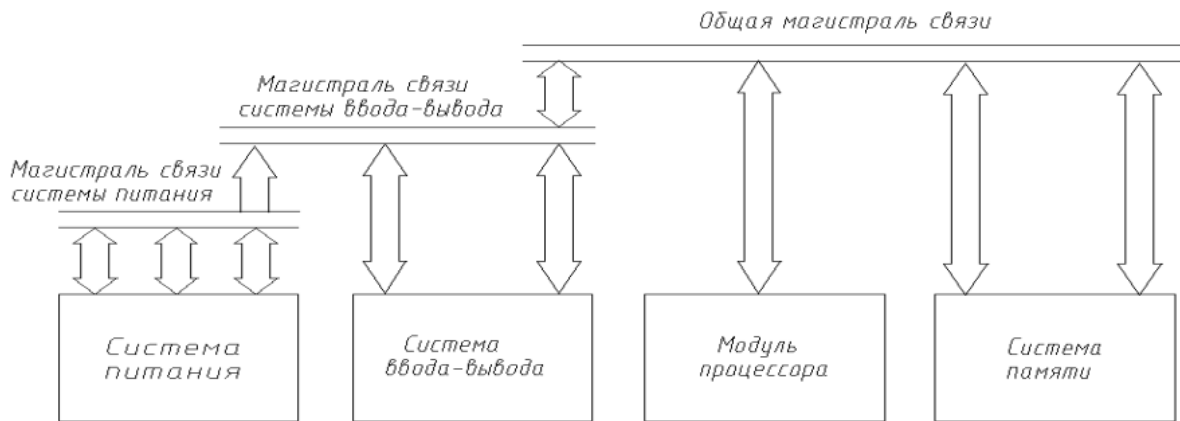 Общая магистраль связи
Магистраль связи
системы ввода-вывода
Магистраль связи
системы питания
Система
питания
Система
ввода-вывода
Модуль
процессора
Система
памяти